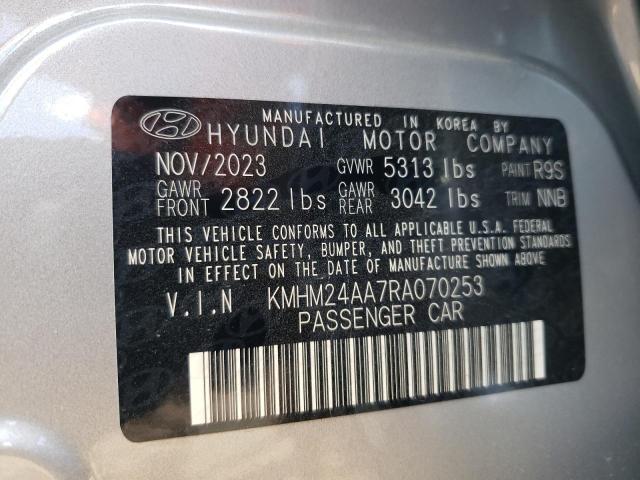 MANUFACTURED IN KOREA BY
HYUNDAI MOTOR COMPANY
NOV/2023 GVWR 5313 lbs PAINT R9S
GAWR FRONT 2822 lbs GAWR REAR 3042 lbs TRIM NNB
THIS VEHICLE CONFORMS TO ALL APPLICABLE U.S.A. FEDERAL
MOTOR VEHICLE SAFETY, BUMPER, AND THEFT PREVENTION STANDARDS
IN EFFECT ON THE DATE OF MANUFACTURE SHOWN ABOVE
V.I.N KMHM24AA7RA070253
PASSENGER CAR